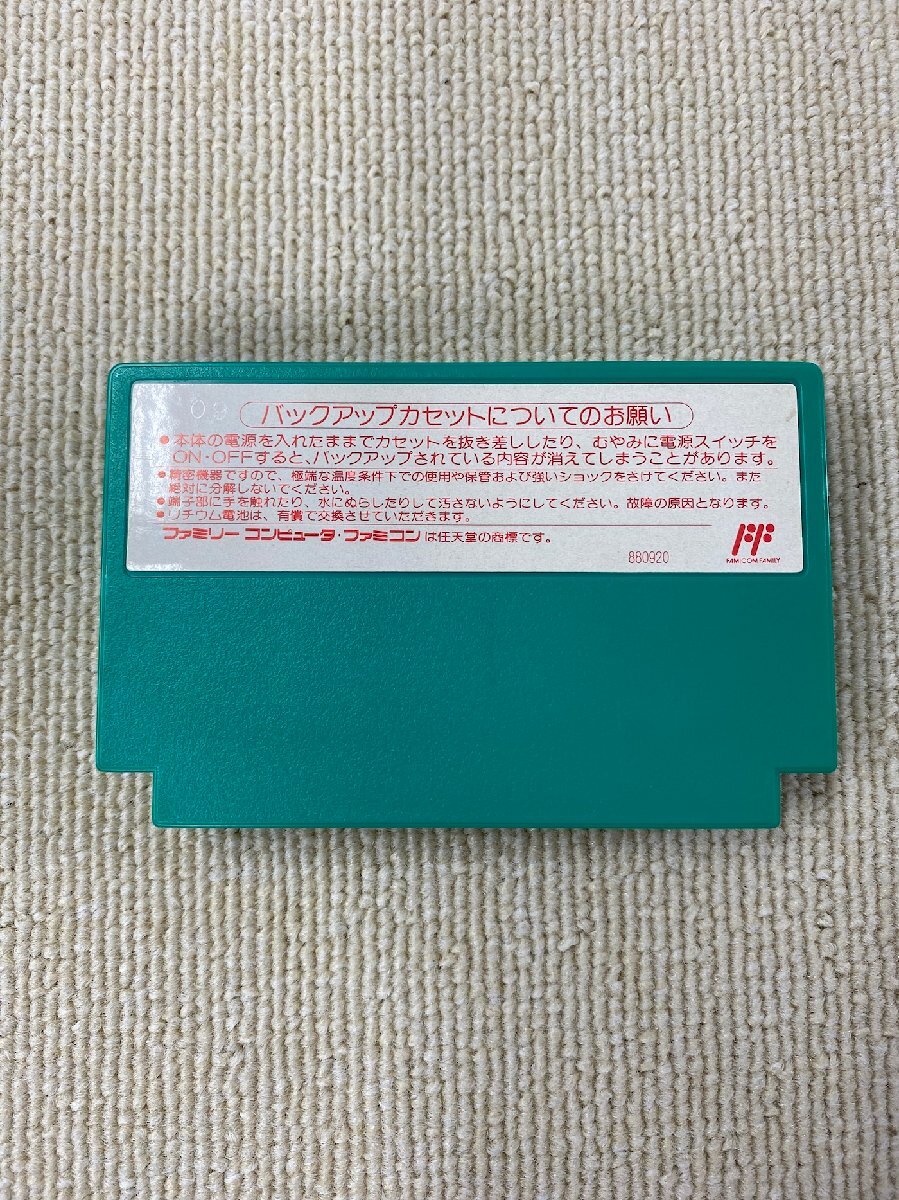 09
バックアップカセットについてのお願い
●本体の電源を入れたままでカセットを抜き差ししたり、むやみに電源スイッチを
ON・OFFすると、バックアップされている内容が消えてしまうことがあります。
●精密機器ですので、極端な温度条件下での使用や保管および強いショックをさけてください。また
絶対に分解しないでください。
●端子部に手を触れたり、水にぬらしたりして汚さないようにしてください。故障の原因となります。
●リチウム電池は、有償で交換させていただきます。
ファミリー コンピュータ・ファミコンは任天堂の商標です。
880920
FAMICOM FAMILY